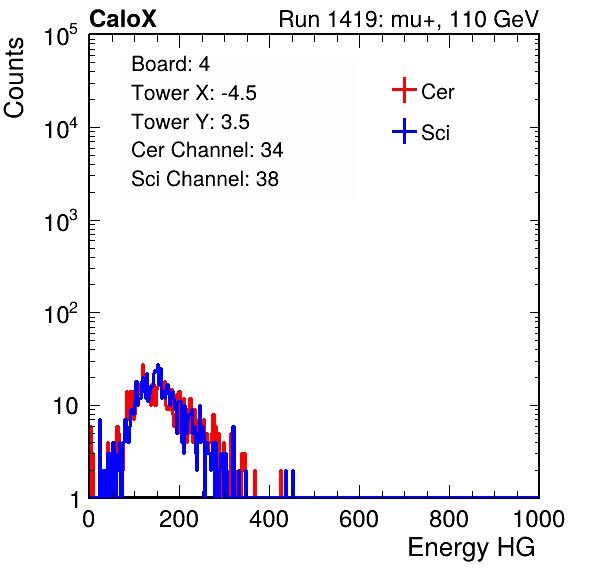 CaloX Run 1419: mu+, 110 GeV
Board: 4
Tower X: -4.5
Tower Y: 3.5
Cer Channel: 34
Sci Channel: 38
Cer
Sci
Counts
10^5
10^4
10^3
10^2
10
1
0 200 400 600 800 1000
Energy HG